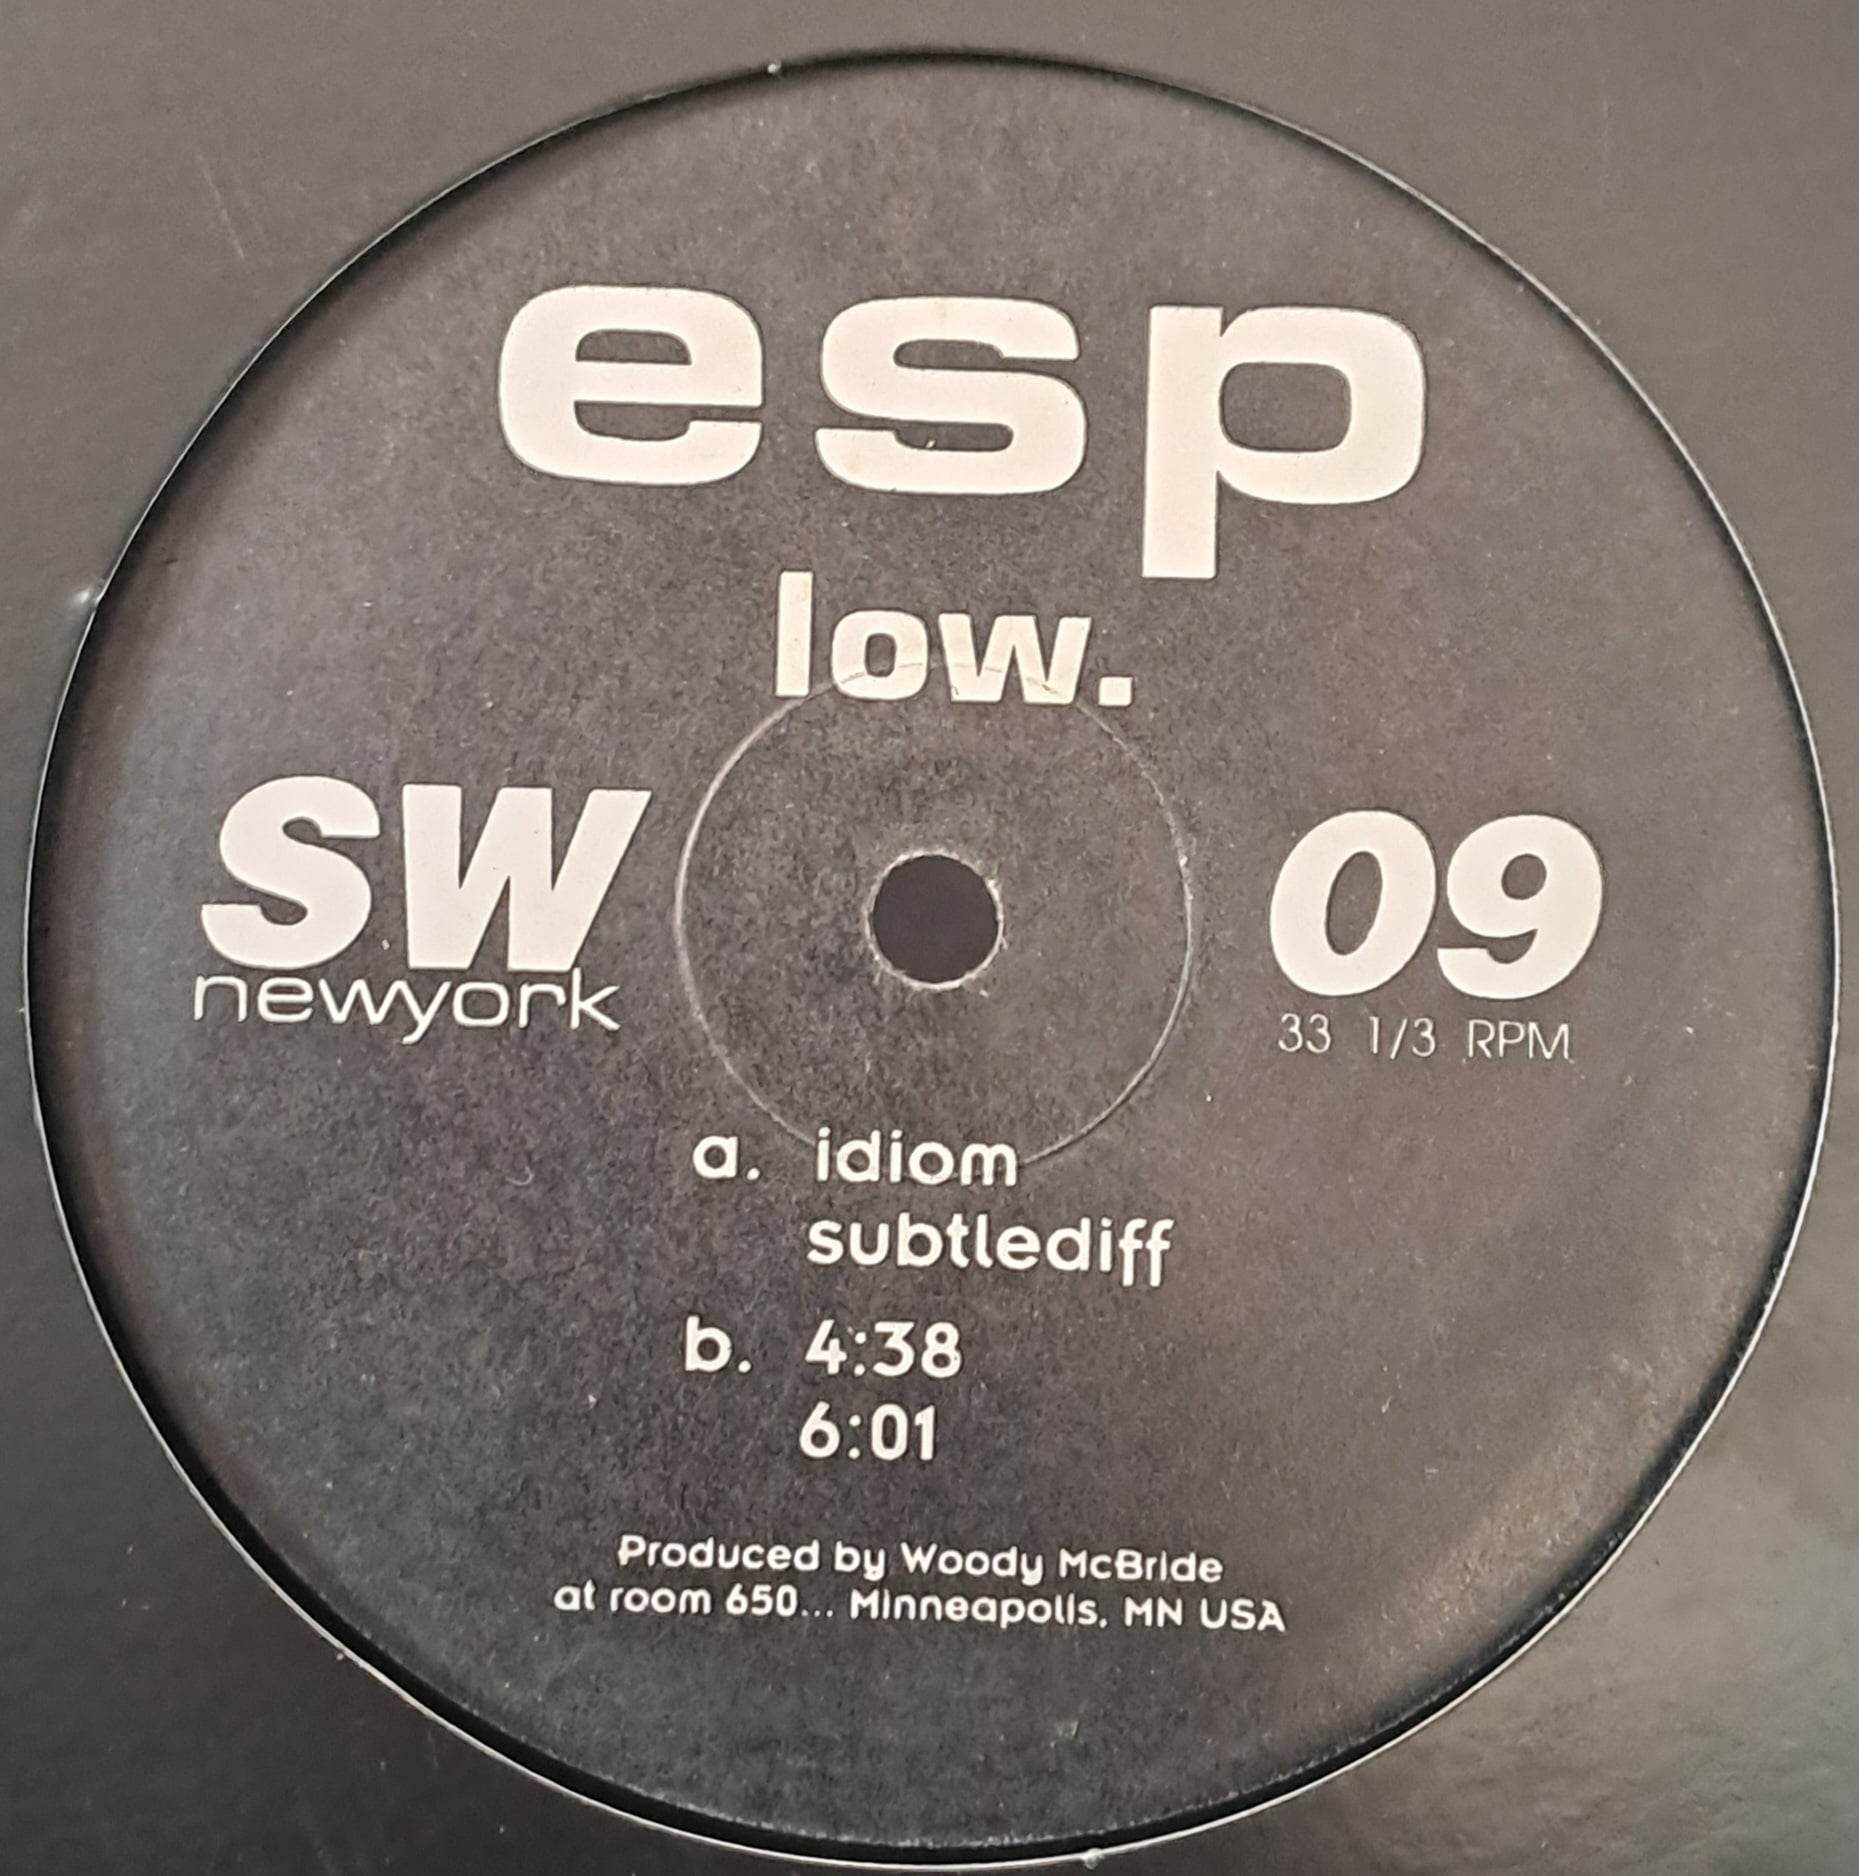 esp
low.
SW
newyork
09
33 1/3 RPM
a. idiom
subtlediff
b. 4:38
6:01
Produced by Woody McBride
at room 650... Minneapolis, MN USA